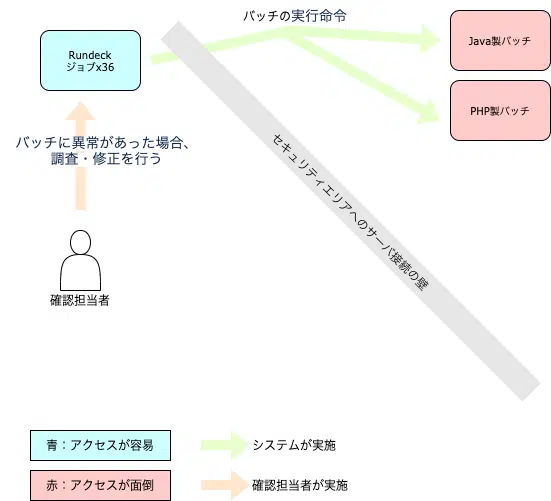 バッチの実行命令
Rundeck
ジョブx36
Java製バッチ
PHP製バッチ
バッチに異常があった場合、
調査・修正を行う
セキュリティエリアへのサーバ接続の壁
確認担当者
青：アクセスが容易
システムが実施
赤：アクセスが面倒
確認担当者が実施